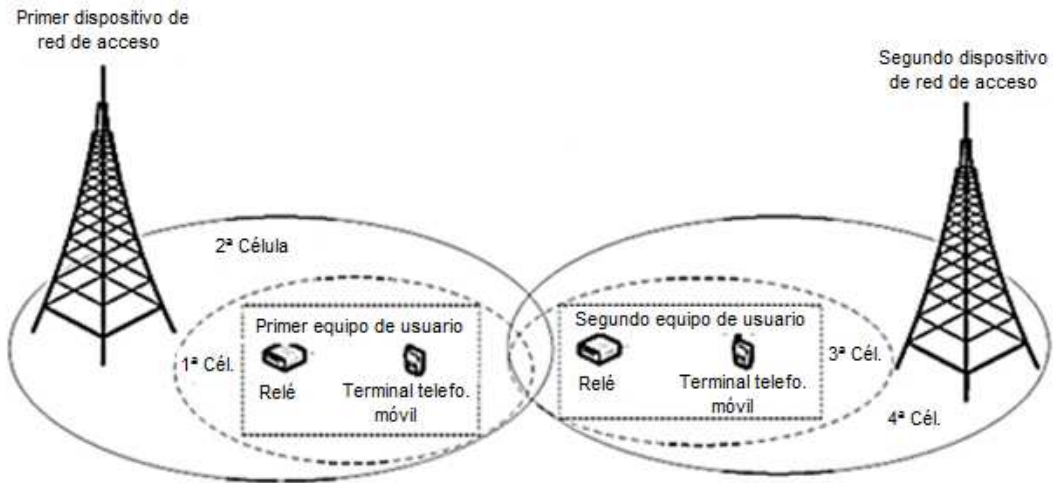 Primer dispositivo de
red de acceso
Segundo dispositivo
de red de acceso
2ª Célula
Primer equipo de usuario
Segundo equipo de usuario
1ª Cél.
3ª Cél.
Relé
Terminal telefo.
móvil
Relé
Terminal telefo.
móvil
4ª Cél.